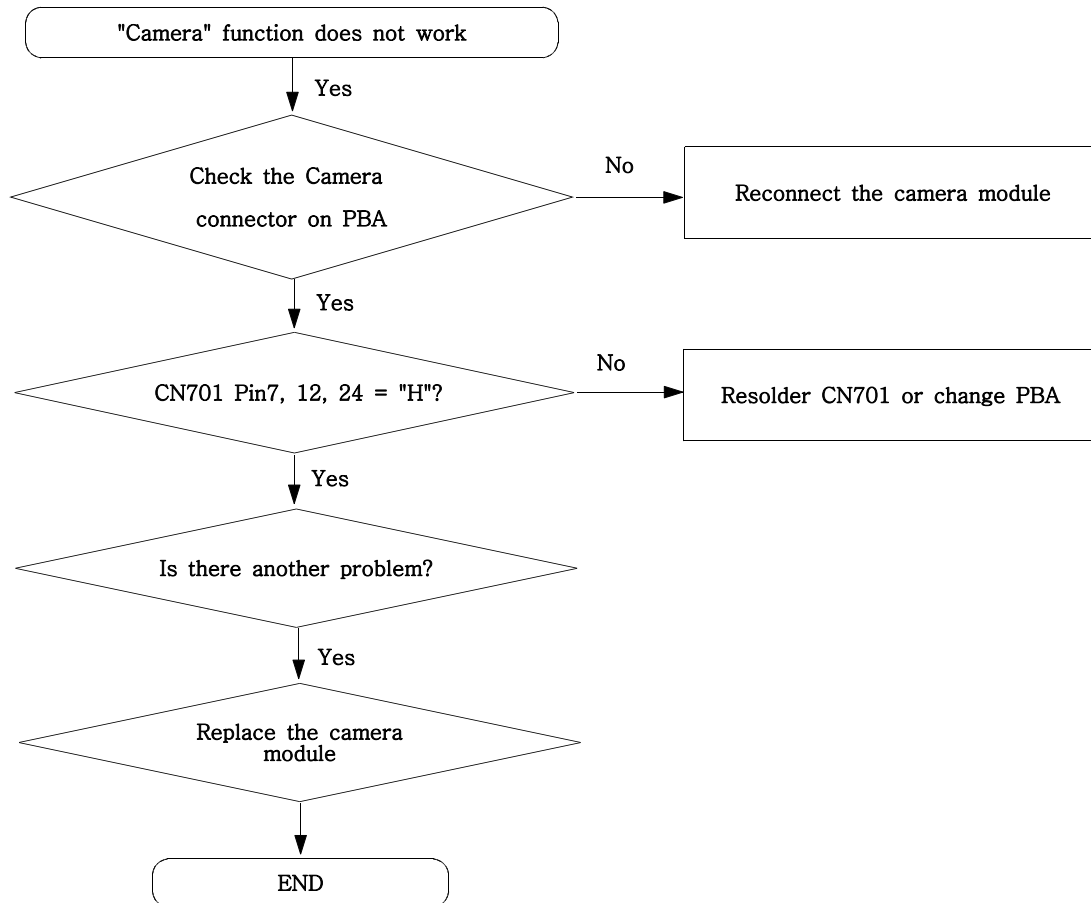 "Camera" function does not work
Yes
Check the Camera
connector on PBA
No
Reconnect the camera module
Yes
CN701 Pin7, 12, 24 = "H"?
No
Resolder CN701 or change PBA
Yes
Is there another problem?
Yes
Replace the camera
module
END